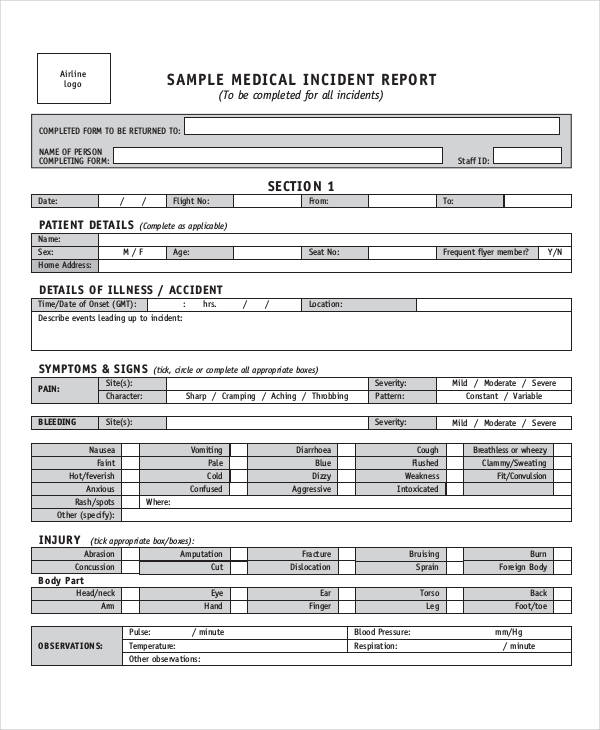 Airline
logo
SAMPLE MEDICAL INCIDENT REPORT
(To be completed for all incidents)
COMPLETED FORM TO BE RETURNED TO:
NAME OF PERSON
COMPLETING FORM: Staff ID:
SECTION 1
Date: / / Flight No: From: To:
PATIENT DETAILS (Complete as applicable)
Name:
Sex: M / F Age: Seat No: Frequent flyer member? Y/N
Home Address:
DETAILS OF ILLNESS / ACCIDENT
Time/Date of Onset (GMT): : hrs. / / Location:
Describe events leading up to incident:
SYMPTOMS & SIGNS (tick, circle or complete all appropriate boxes)
PAIN: Site(s): Severity: Mild / Moderate / Severe
Character: Sharp / Cramping / Aching / Throbbing Pattern: Constant / Variable
BLEEDING Site(s): Severity: Mild / Moderate / Severe
Nausea Vomiting Diarrhoea Cough Breathless or wheezy
Faint Pale Blue Flushed Clammy/Sweating
Hot/feverish Cold Dizzy Weakness Fit/Convulsion
Anxious Confused Aggressive Intoxicated
Rash/spots Where:
Other (specify):
INJURY (tick appropriate box/boxes):
Abrasion Amputation Fracture Bruising Burn
Concussion Cut Dislocation Sprain Foreign Body
Body Part
Head/neck Eye Ear Torso Back
Arm Hand Finger Leg Foot/toe
OBSERVATIONS: Pulse: / minute Blood Pressure: mm/Hg
Temperature: Respiration: / minute
Other observations: